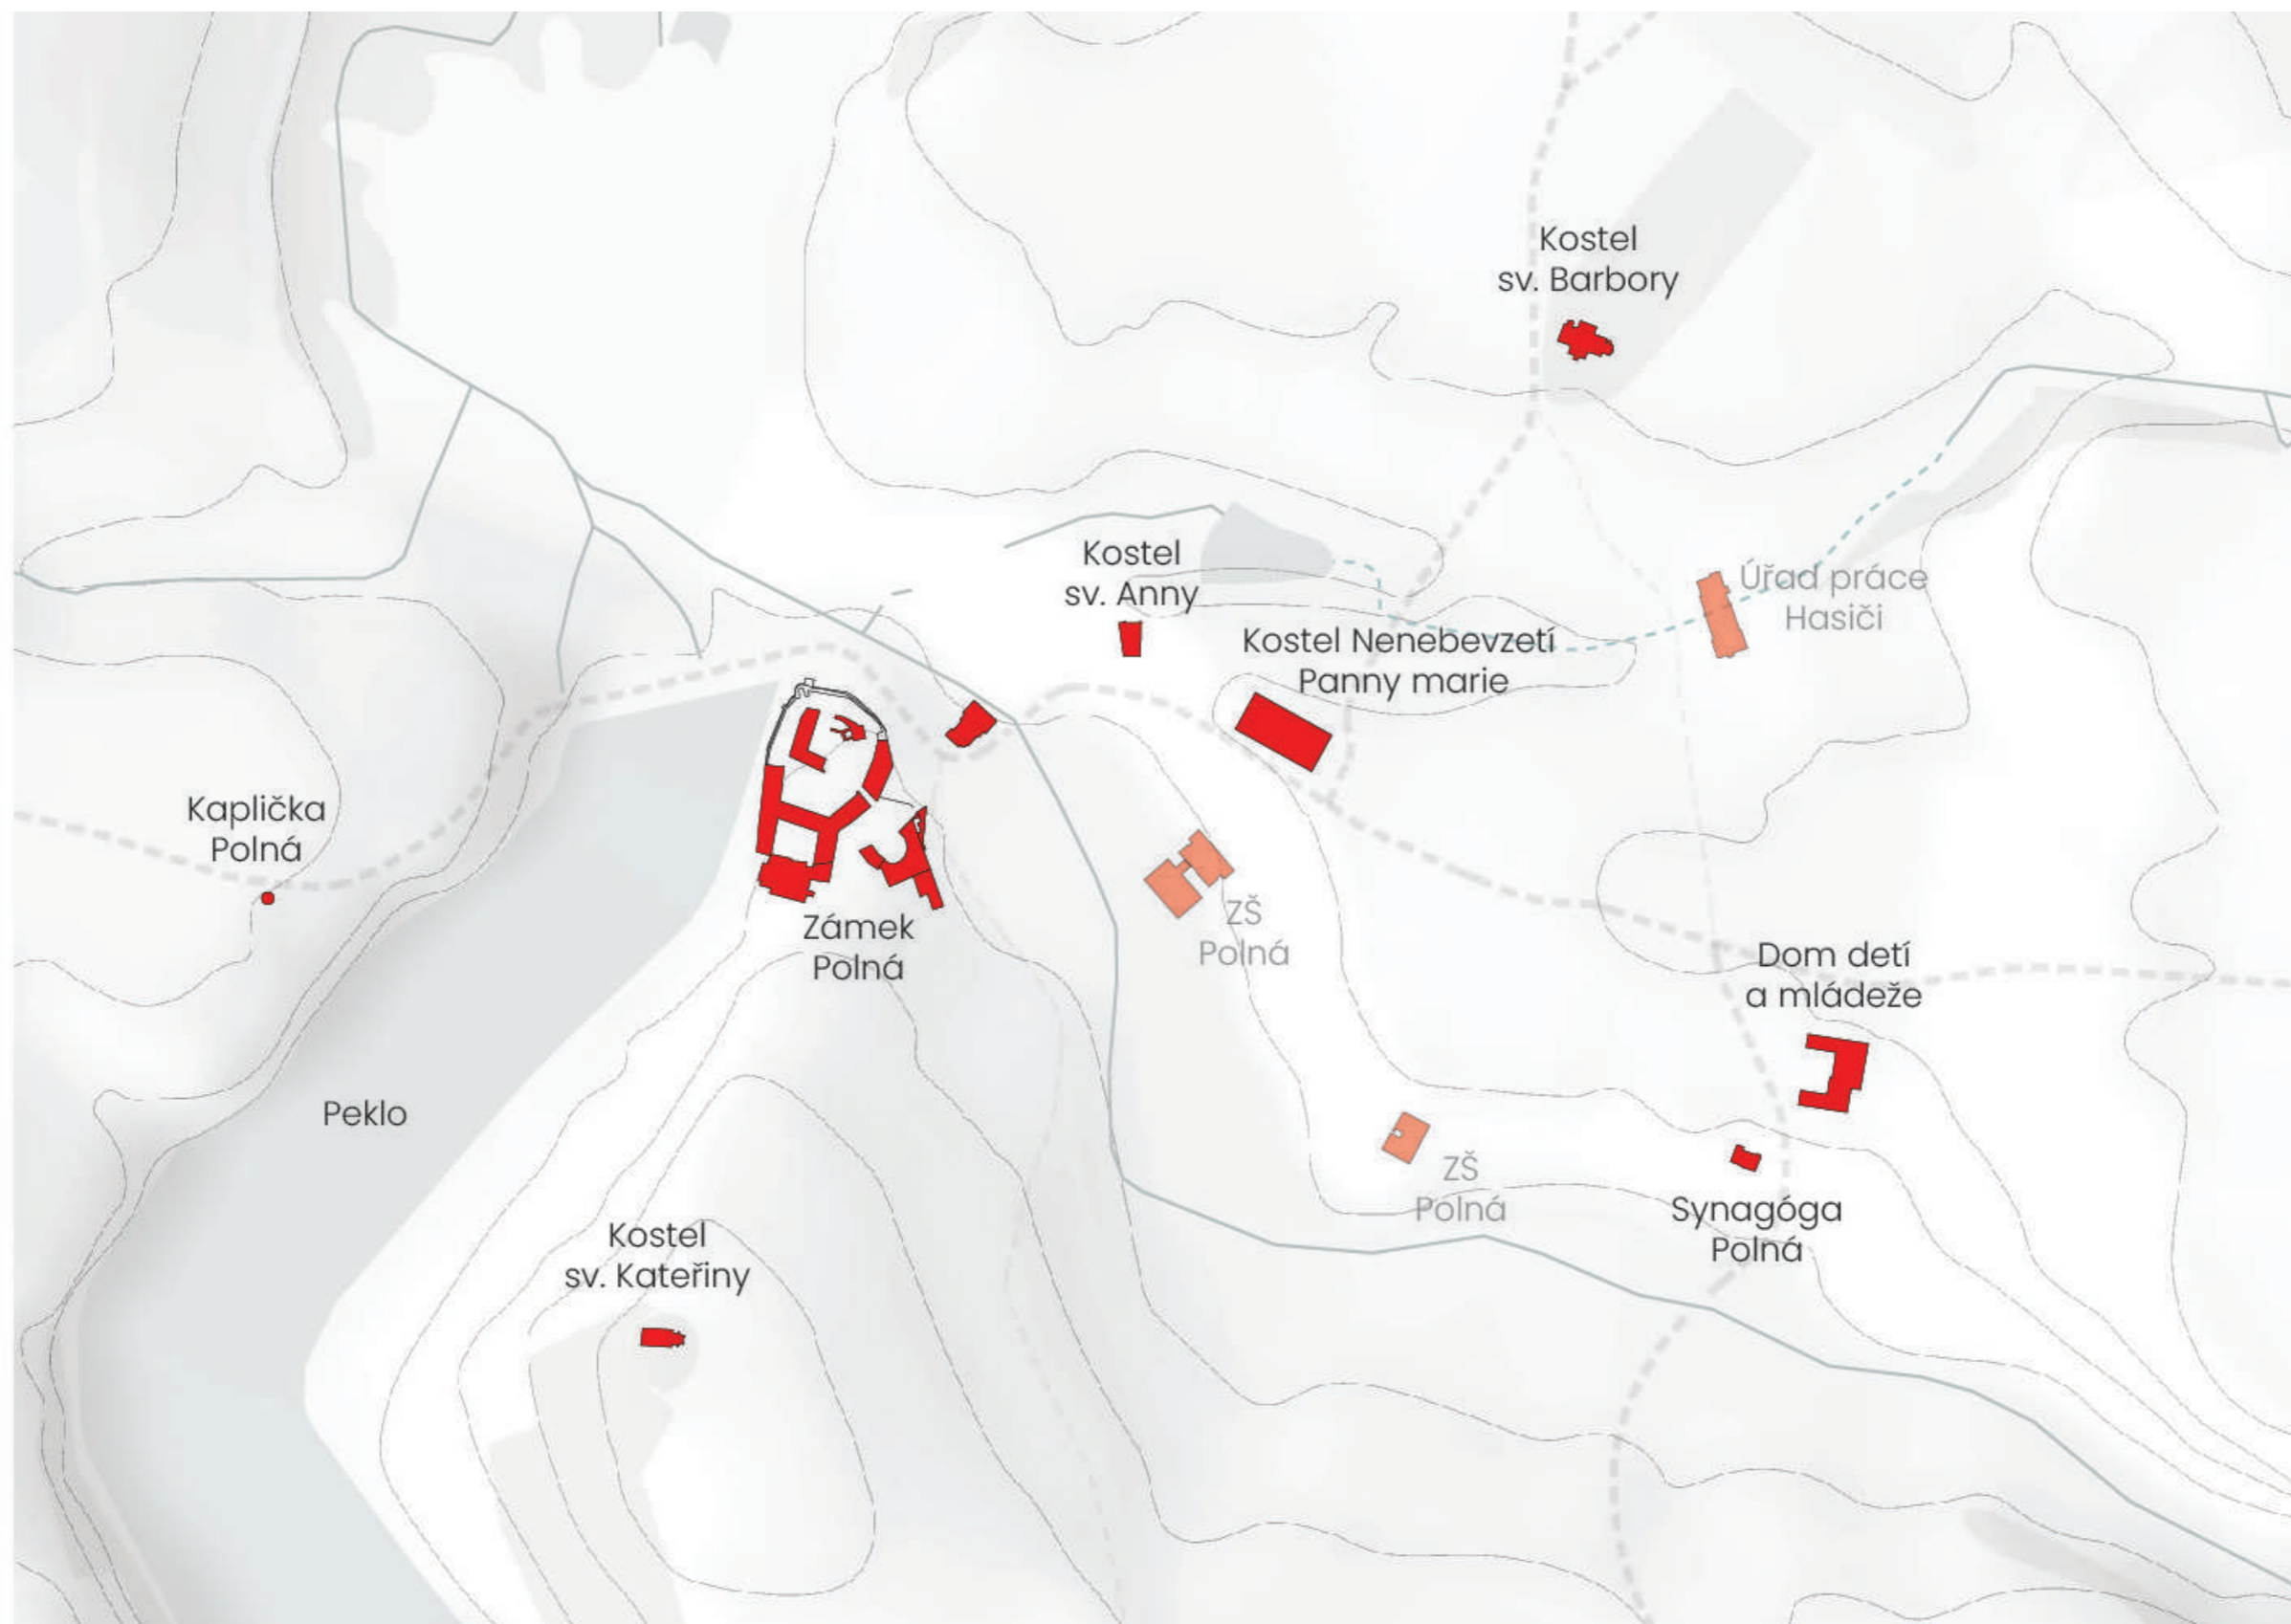 Kostel
sv. Barbory
Kostel
sv. Anny
Úřad práce
Hasiči
Kostel Nenebevzetí
Panny marie
Kaplička
Polná
ZŠ
Polná
Zámek
Polná
Dom detí
a mládeže
Peklo
ZŠ
Polná
Synagóga
Polná
Kostel
sv. Kateřiny